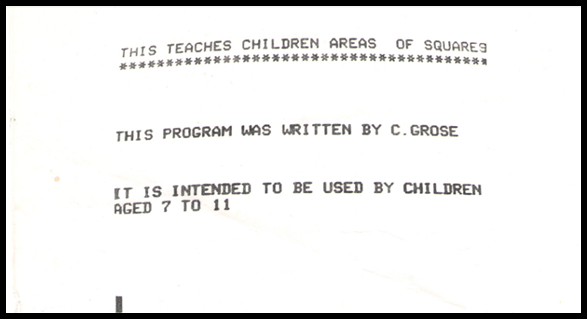 THIS TEACHES CHILDREN AREAS OF SQUARES
****************************************
THIS PROGRAM WAS WRITTEN BY C.GROSE
IT IS INTENDED TO BE USED BY CHILDREN
AGED 7 TO 11